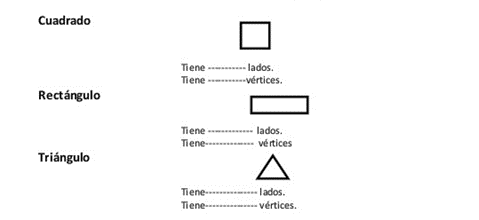 Cuadrado
Tiene ----------- lados.
Tiene -----------vértices.
Rectángulo
Tiene ------------- lados.
Tiene-------------- vértices
Triángulo
Tiene--------------- lados.
Tiene--------------- vértices.